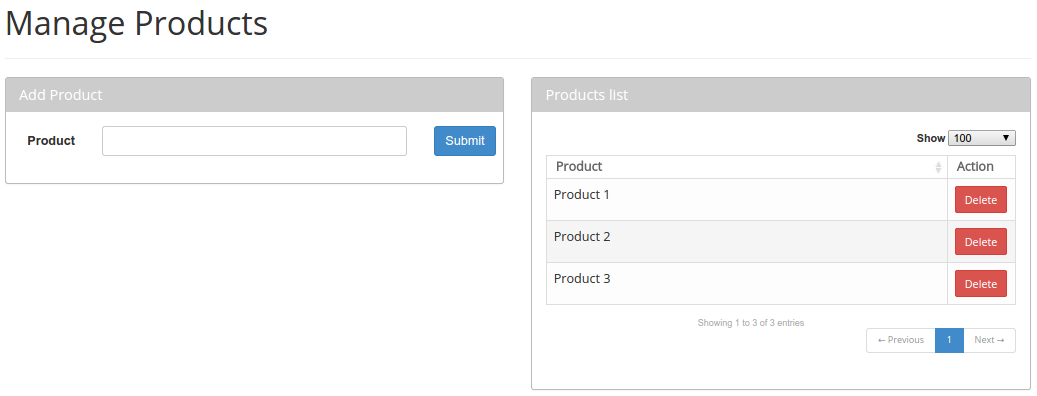 Manage Products
Add Product
Product
Submit
Products list
Show 100
Product Action
Product 1 Delete
Product 2 Delete
Product 3 Delete
Showing 1 to 3 of 3 entries
← Previous 1 Next →